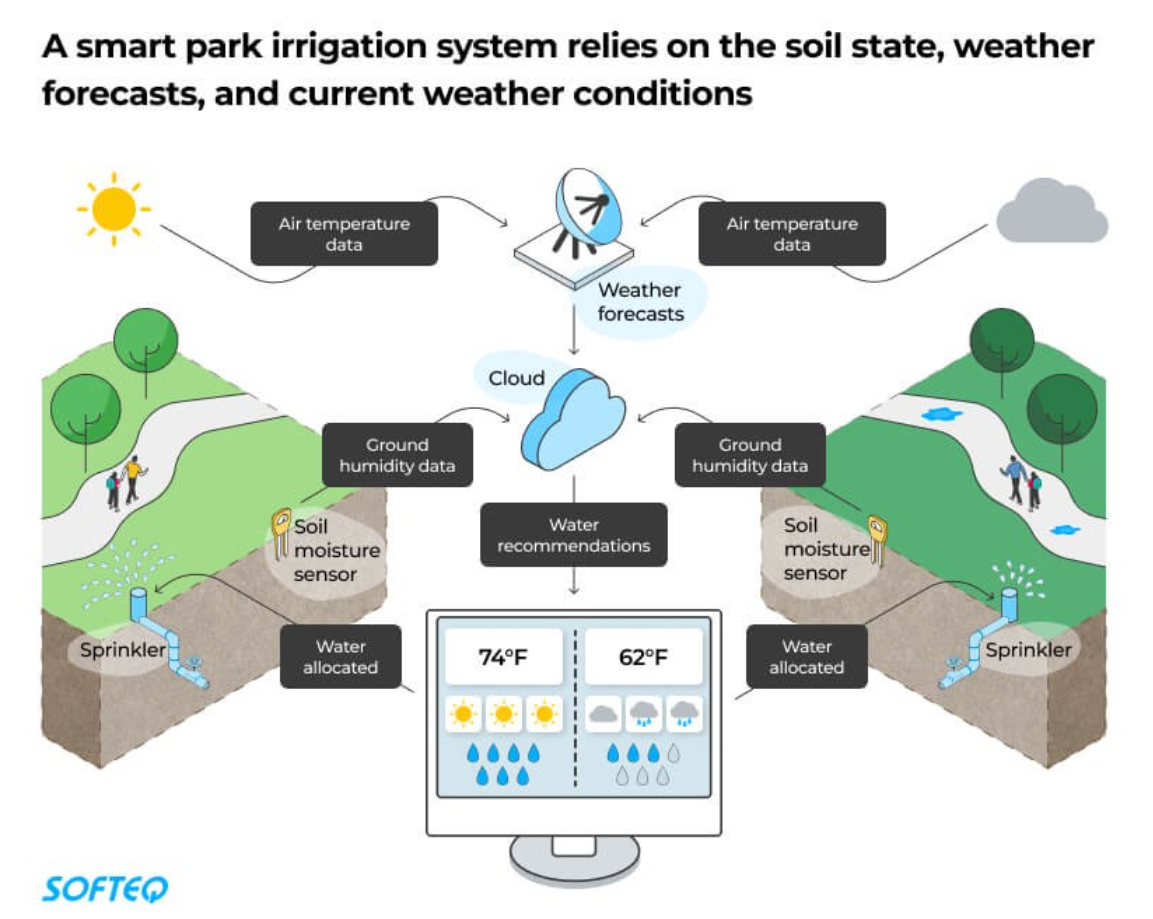 A smart park irrigation system relies on the soil state, weather
forecasts, and current weather conditions
Air temperature
data
Air temperature
data
Weather
forecasts
Cloud
Ground
humidity data
Ground
humidity data
Soil
moisture
sensor
Water
recommendations
Soil
moisture
sensor
Sprinkler
Water
allocated
74°F
62°F
Water
allocated
Sprinkler
SOFTEQ